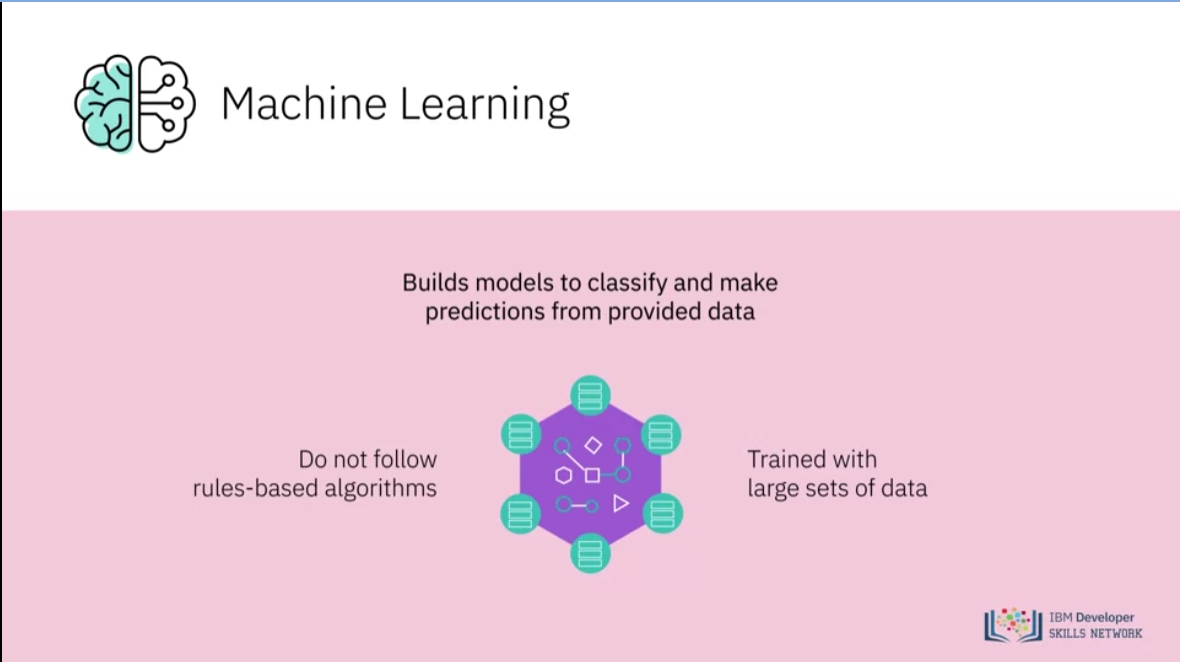 Machine Learning
Builds models to classify and make
predictions from provided data
Do not follow
rules-based algorithms
Trained with
large sets of data
IBM Developer
SKILLS NETWORK